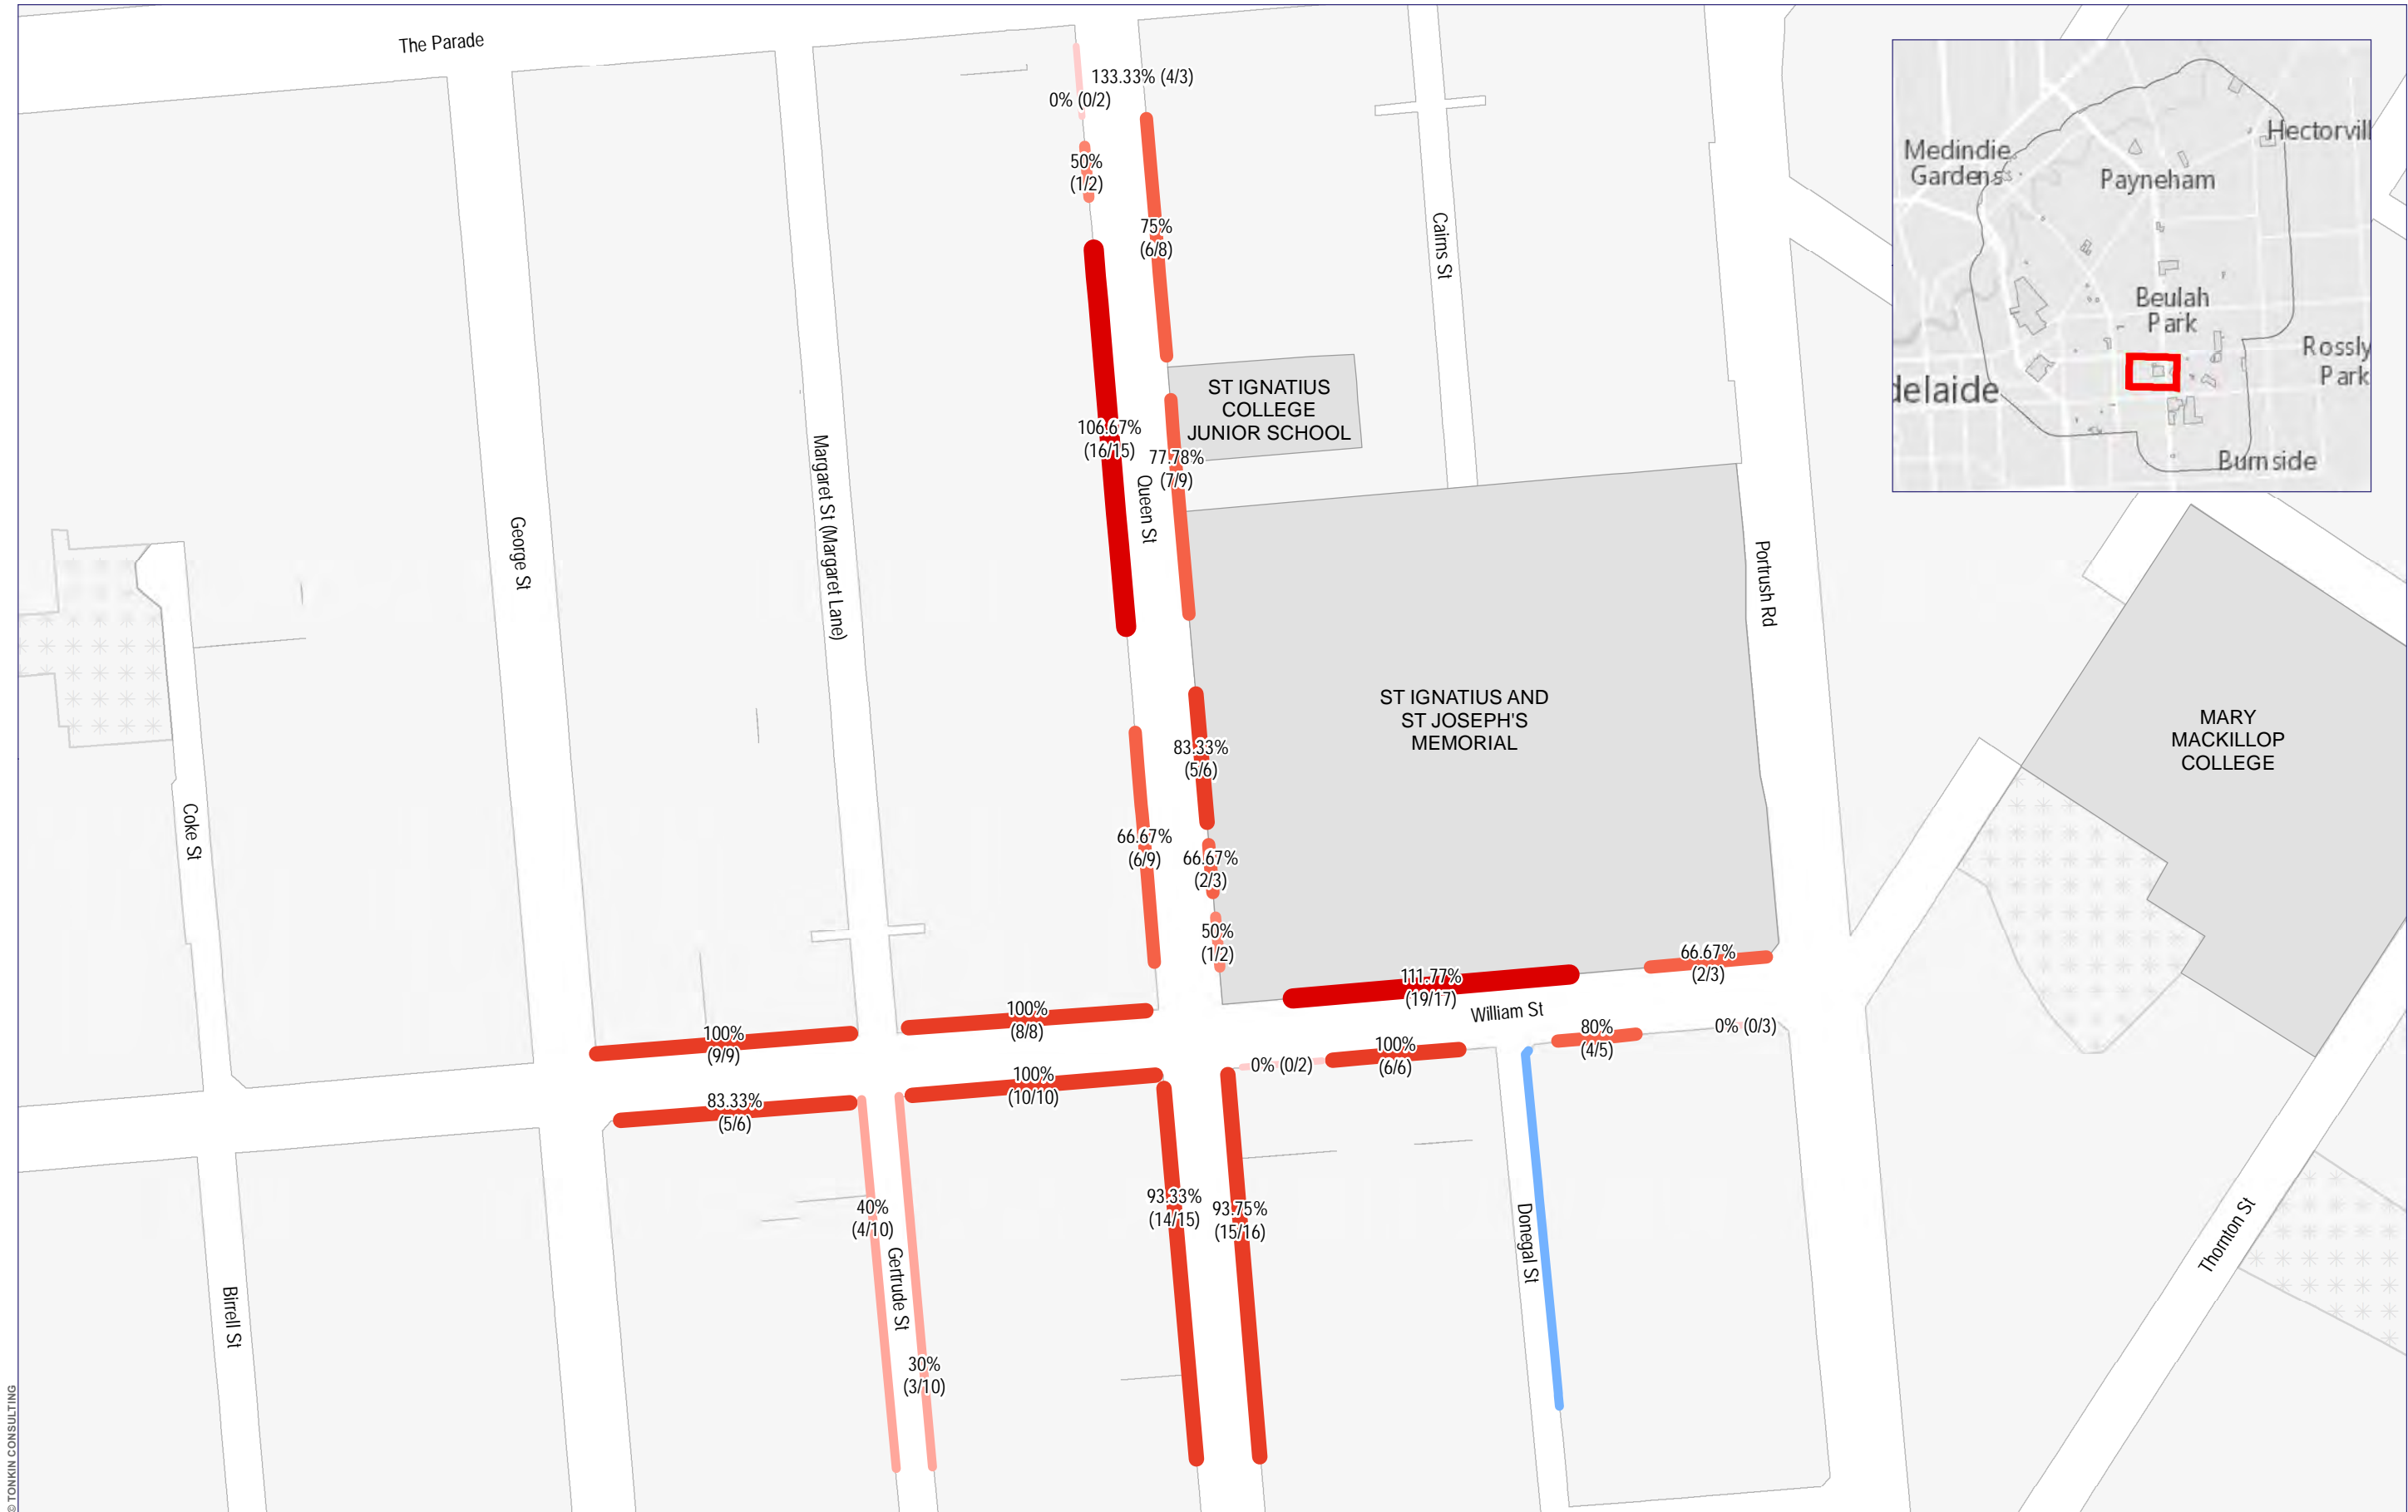 The Parade
133.33% (4/3)
0% (0/2)
50%
(1/2)
75%
(6/8)
Cairns St
Medindie
Gardens
Hectorvill
Payneham
Beulah
Park
Rossly
Park
delaide
Burnside
ST IGNATIUS
COLLEGE
JUNIOR SCHOOL
106.67%
(16/15)
77.78%
(7/9)
Queen St
Margaret St (Margaret Lane)
George St
Portrush Rd
ST IGNATIUS AND
ST JOSEPH'S
MEMORIAL
MARY
MACKILLOP
COLLEGE
83.33%
(5/6)
Coke St
66.67%
(6/9)
66.67%
(2/3)
50%
(1/2)
66.67%
(2/3)
111.77%
(19/17)
William St
100%
(8/8)
100%
(9/9)
80%
(4/5)
0% (0/3)
100%
(6/6)
0% (0/2)
100%
(10/10)
83.33%
(5/6)
40%
(4/10)
93.33%
(14/15)
93.75%
(15/16)
Donegal St
Thornton St
Gertrude St
Birrell St
30%
(3/10)
© TONKIN CONSULTING